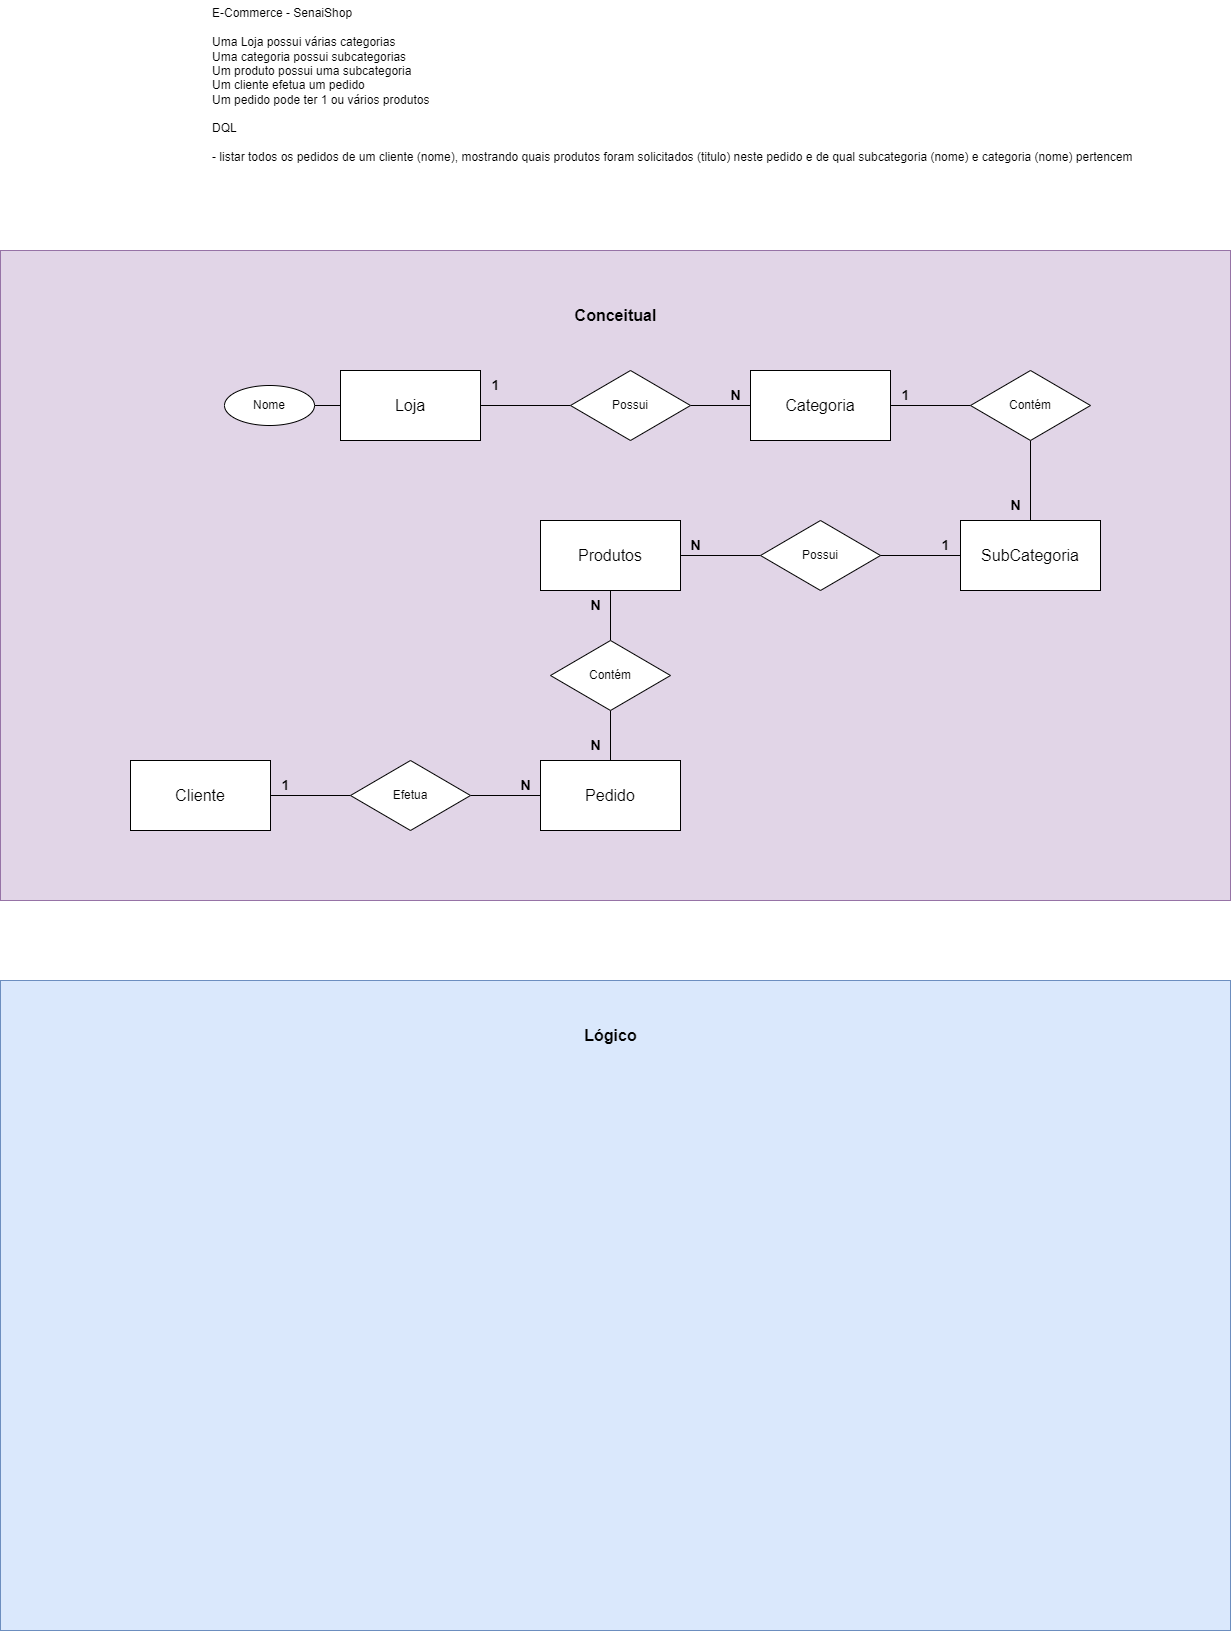 E-Commerce - SenaiShop
Uma Loja possui várias categorias
Uma categoria possui subcategorias
Um produto possui uma subcategoria
Um cliente efetua um pedido
Um pedido pode ter 1 ou vários produtos
DQL
- listar todos os pedidos de um cliente (nome), mostrando quais produtos foram solicitados (titulo) neste pedido e de qual subcategoria (nome) e categoria (nome) pertencem
Conceitual
Nome
Loja
1
Possui
N
Categoria
1
Contém
N
Produtos
N
Possui
1
SubCategoria
N
Contém
N
Cliente
1
Efetua
N
Pedido
Lógico